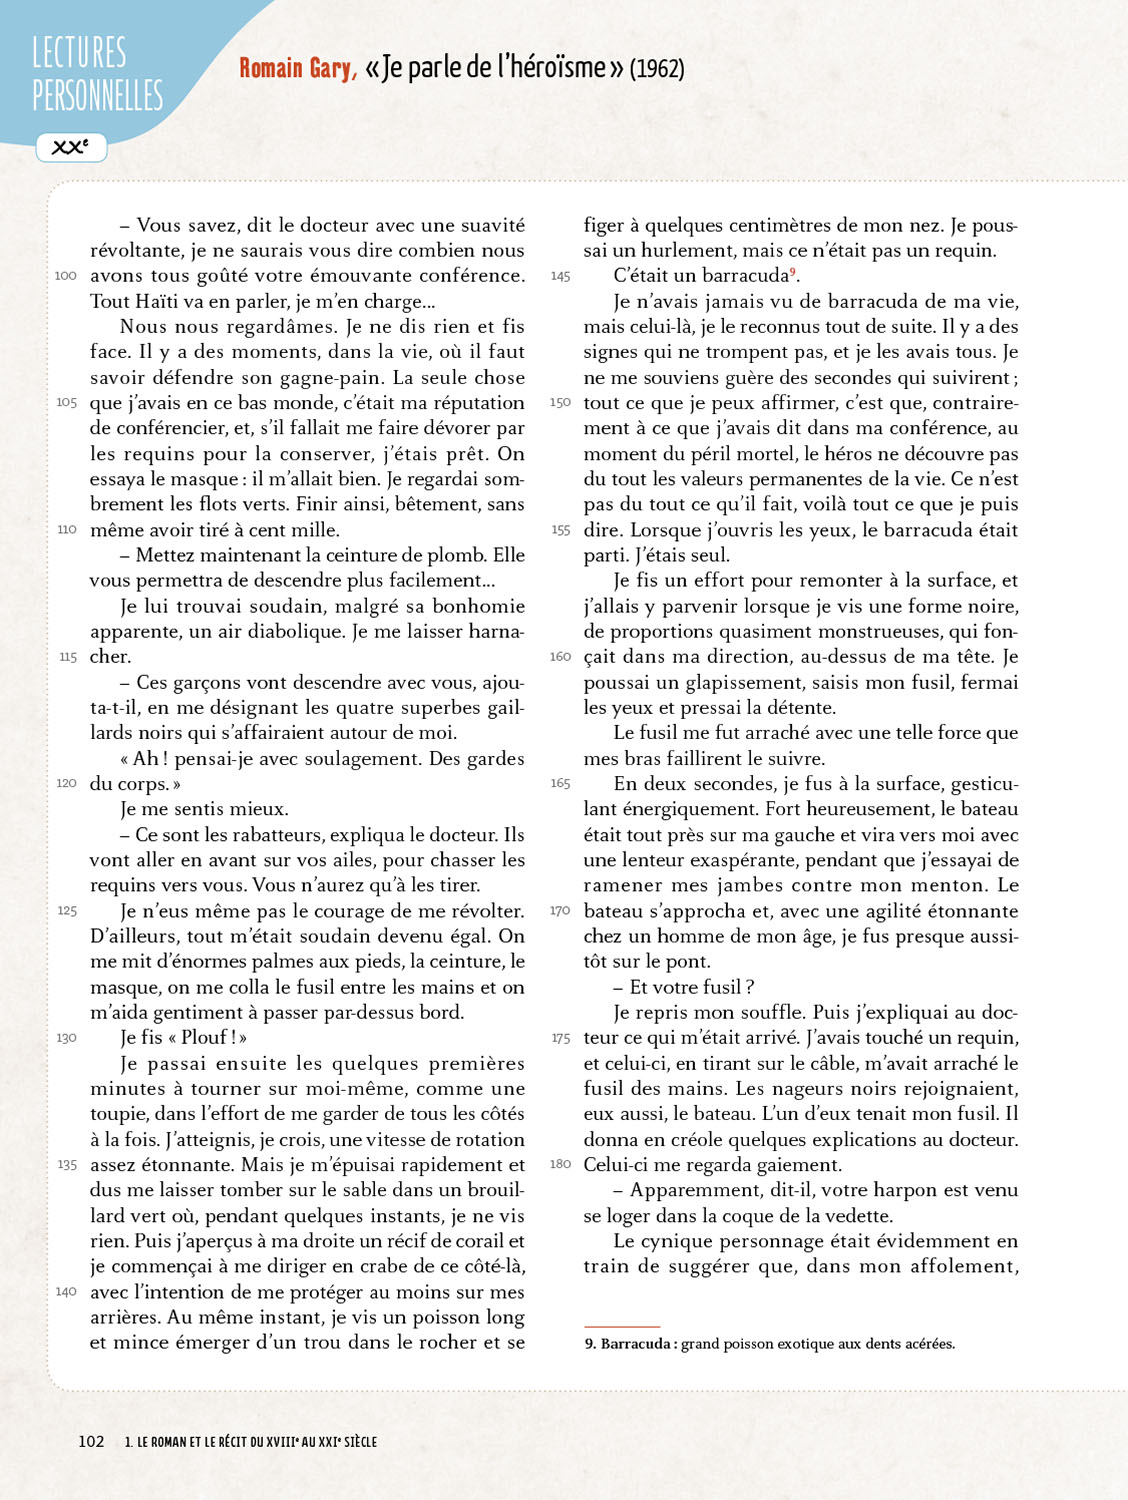 LECTURES
PERSONNELLES
XXe
Romain Gary, « Je parle de l’héroïsme » (1962)
– Vous savez, dit le docteur avec une suavité
révoltante, je ne saurais vous dire combien nous
100 avons tous goûté votre émouvante conférence.
Tout Haïti va en parler, je m’en charge...
Nous nous regardâmes. Je ne dis rien et fis
face. Il y a des moments, dans la vie, où il faut
savoir défendre son gagne-pain. La seule chose
105 que j’avais en ce bas monde, c’était ma réputation
de conférencier, et, s’il fallait me faire dévorer par
les requins pour la conserver, j’étais prêt. On
essaya le masque : il m’allait bien. Je regardai som-
brement les flots verts. Finir ainsi, bêtement, sans
110 même avoir tiré à cent mille.
– Mettez maintenant la ceinture de plomb. Elle
vous permettra de descendre plus facilement...
Je lui trouvai soudain, malgré sa bonhomie
apparente, un air diabolique. Je me laisser harna-
115 cher.
– Ces garçons vont descendre avec vous, ajou-
ta-t-il, en me désignant les quatre superbes gail-
lards noirs qui s’affairaient autour de moi.
« Ah ! pensai-je avec soulagement. Des gardes
120 du corps. »
Je me sentis mieux.
– Ce sont les rabatteurs, expliqua le docteur. Ils
vont aller en avant sur vos ailes, pour chasser les
requins vers vous. Vous n’aurez qu’à les tirer.
125 Je n’eus même pas le courage de me révolter.
D’ailleurs, tout m’était soudain devenu égal. On
me mit d’énormes palmes aux pieds, la ceinture, le
masque, on me colla le fusil entre les mains et on
m’aida gentiment à passer par-dessus bord.
130 Je fis « Plouf ! »
Je passai ensuite les quelques premières
minutes à tourner sur moi-même, comme une
toupie, dans l’effort de me garder de tous les côtés
à la fois. J’atteignis, je crois, une vitesse de rotation
135 assez étonnante. Mais je m’épuisai rapidement et
dus me laisser tomber sur le sable dans un brouil-
lard vert où, pendant quelques instants, je ne vis
rien. Puis j’aperçus à ma droite un récif de corail et
je commençai à me diriger en crabe de ce côté-là,
140 avec l’intention de me protéger au moins sur mes
arrières. Au même instant, je vis un poisson long
et mince émerger d’un trou dans le rocher et se
figer à quelques centimètres de mon nez. Je pous-
sai un hurlement, mais ce n’était pas un requin.
145 C’était un barracuda9.
Je n’avais jamais vu de barracuda de ma vie,
mais celui-là, je le reconnus tout de suite. Il y a des
signes qui ne trompent pas, et je les avais tous. Je
ne me souviens guère des secondes qui suivirent ;
150 tout ce que je peux affirmer, c’est que, contraire-
ment à ce que j’avais dit dans ma conférence, au
moment du péril mortel, le héros ne découvre pas
du tout les valeurs permanentes de la vie. Ce n’est
pas du tout ce qu’il fait, voilà tout ce que je puis
155 dire. Lorsque j’ouvris les yeux, le barracuda était
parti. J’étais seul.
Je fis un effort pour remonter à la surface, et
j’allais y parvenir lorsque je vis une forme noire,
de proportions quasiment monstrueuses, qui fon-
160 çait dans ma direction, au-dessus de ma tête. Je
poussai un glapissement, saisis mon fusil, fermai
les yeux et pressai la détente.
Le fusil me fut arraché avec une telle force que
mes bras faillirent le suivre.
165 En deux secondes, je fus à la surface, gesticu-
lant énergiquement. Fort heureusement, le bateau
était tout près sur ma gauche et vira vers moi avec
une lenteur exaspérante, pendant que j’essayai de
ramener mes jambes contre mon menton. Le
170 bateau s’approcha et, avec une agilité étonnante
chez un homme de mon âge, je fus presque aussi-
tôt sur le pont.
– Et votre fusil ?
Je repris mon souffle. Puis j’expliquai au doc-
175 teur ce qui m’était arrivé. J’avais touché un requin,
et celui-ci, en tirant sur le câble, m’avait arraché le
fusil des mains. Les nageurs noirs rejoignaient,
eux aussi, le bateau. L’un d’eux tenait mon fusil. Il
donna en créole quelques explications au docteur.
180 Celui-ci me regarda gaiement.
– Apparemment, dit-il, votre harpon est venu
se loger dans la coque de la vedette.
Le cynique personnage était évidemment en
train de suggérer que, dans mon affolement,
9. Barracuda : grand poisson exotique aux dents acérées.
102 1. LE ROMAN ET LE RÉCIT DU XVIIIe AU XXIe SIÈCLE